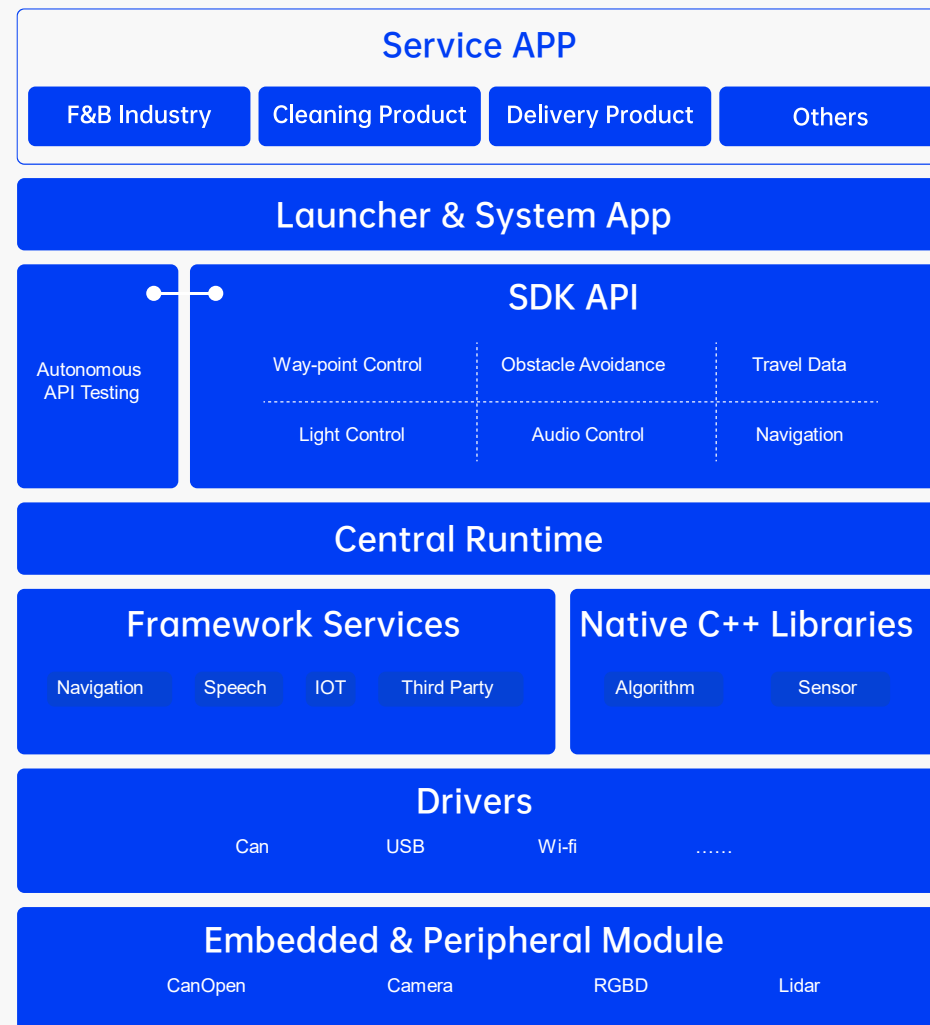 Service APP
F&B Industry
Cleaning Product
Delivery Product
Others
Launcher & System App
SDK API
Autonomous
API Testing
Way-point Control
Obstacle Avoidance
Travel Data
Light Control
Audio Control
Navigation
Central Runtime
Framework Services
Navigation
Speech
IOT
Third Party
Native C++ Libraries
Algorithm
Sensor
Drivers
Can
USB
Wi-fi
……
Embedded & Peripheral Module
CanOpen
Camera
RGBD
Lidar